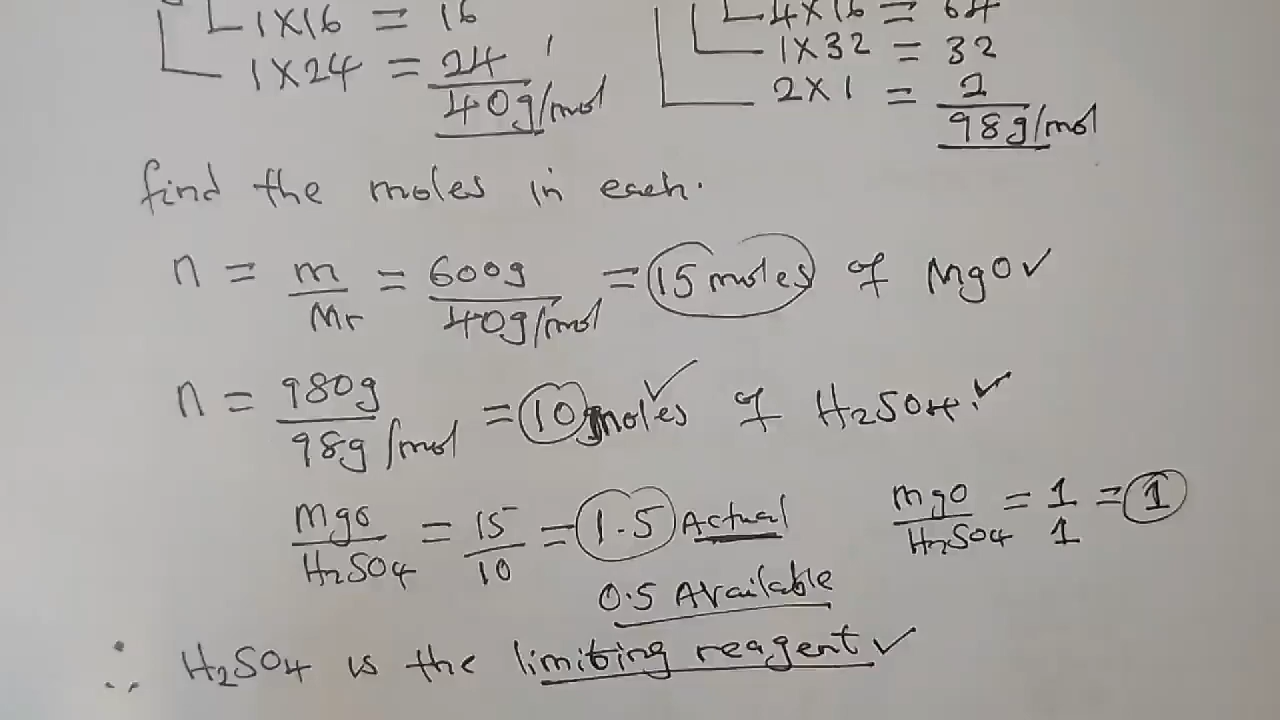 1X16 = 16
1X24 = 24
40g/mol
4X16 = 64
1X32 = 32
2X1 = 2
98g/mol
find the moles in each.
n = m/Mr = 600g/40g/mol = 15 moles of MgO ✓
n = 980g/98g/mol = 10 moles ✓ of H2SO4. ✓
MgO/H2SO4 = 15/10 = 1.5 Actual
0.5 Available
MgO/H2SO4 = 1/1 = 1
∴ H2SO4 is the limiting reagent ✓